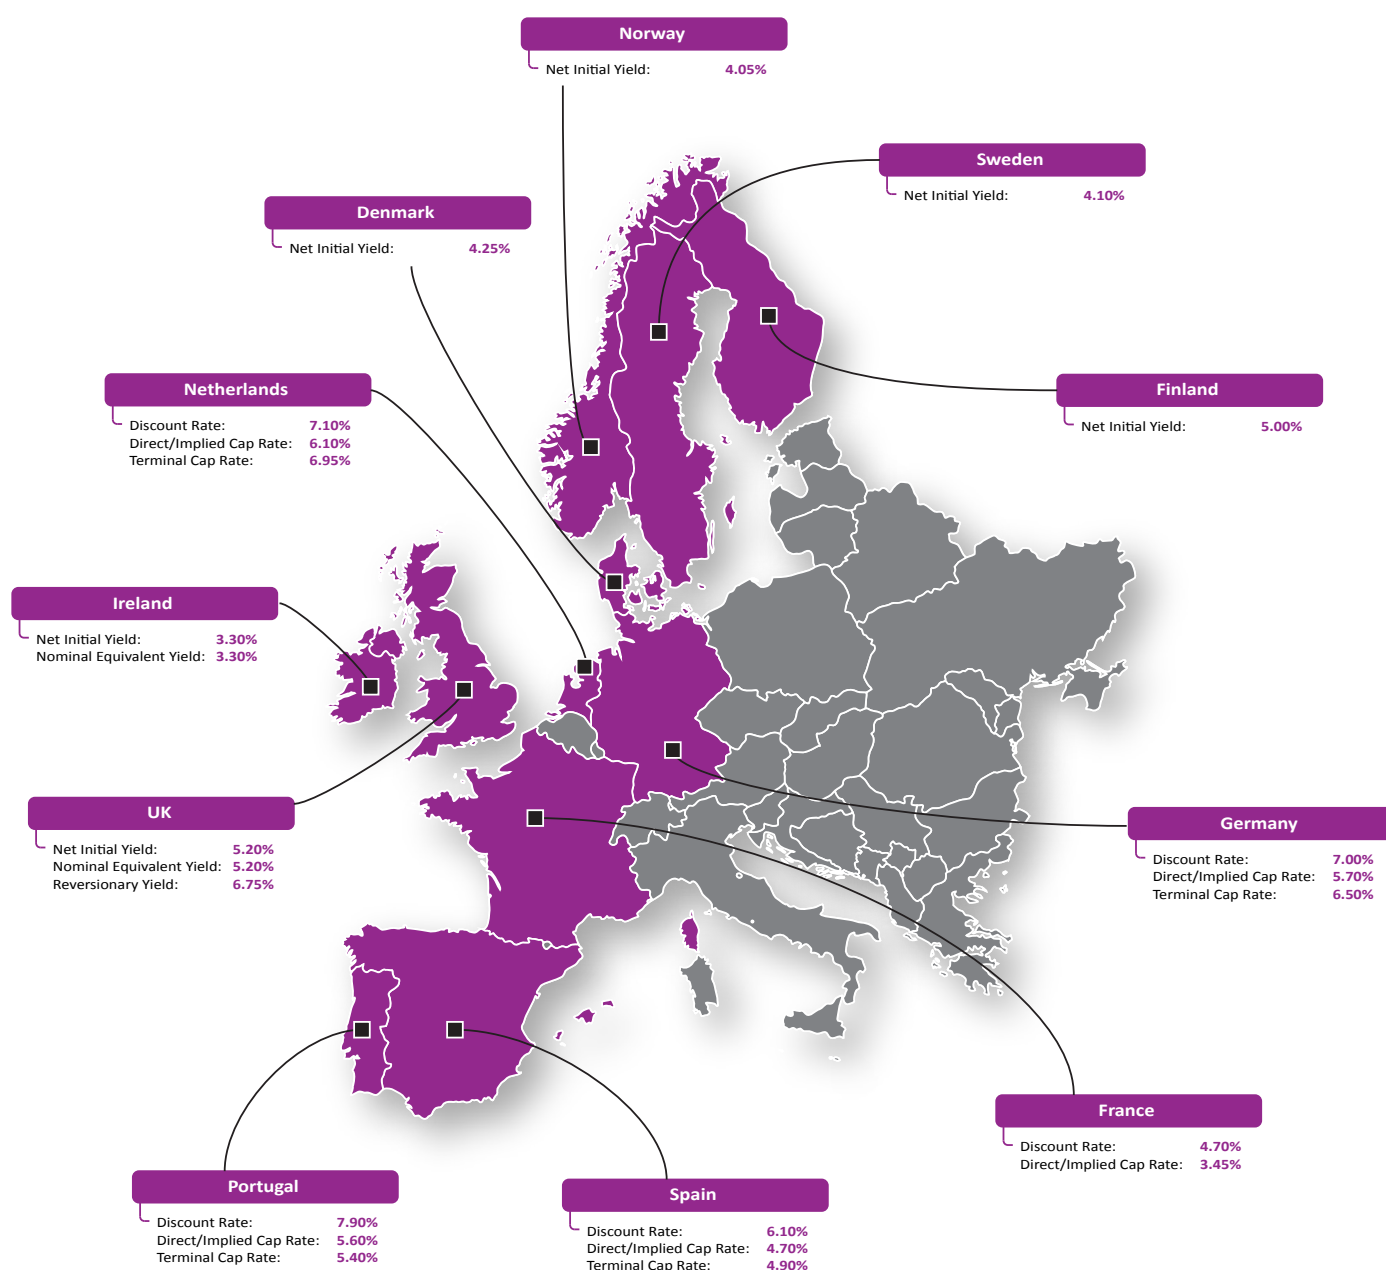 Norway
Net Initial Yield: 4.05%
Sweden
Net Initial Yield: 4.10%
Denmark
Net Initial Yield: 4.25%
Netherlands
Discount Rate: 7.10%
Direct/Implied Cap Rate: 6.10%
Terminal Cap Rate: 6.95%
Finland
Net Initial Yield: 5.00%
Ireland
Net Initial Yield: 3.30%
Nominal Equivalent Yield: 3.30%
UK
Net Initial Yield: 5.20%
Nominal Equivalent Yield: 5.20%
Reversionary Yield: 6.75%
Germany
Discount Rate: 7.00%
Direct/Implied Cap Rate: 5.70%
Terminal Cap Rate: 6.50%
France
Discount Rate: 4.70%
Direct/Implied Cap Rate: 3.45%
Portugal
Discount Rate: 7.90%
Direct/Implied Cap Rate: 5.60%
Terminal Cap Rate: 5.40%
Spain
Discount Rate: 6.10%
Direct/Implied Cap Rate: 4.70%
Terminal Cap Rate: 4.90%